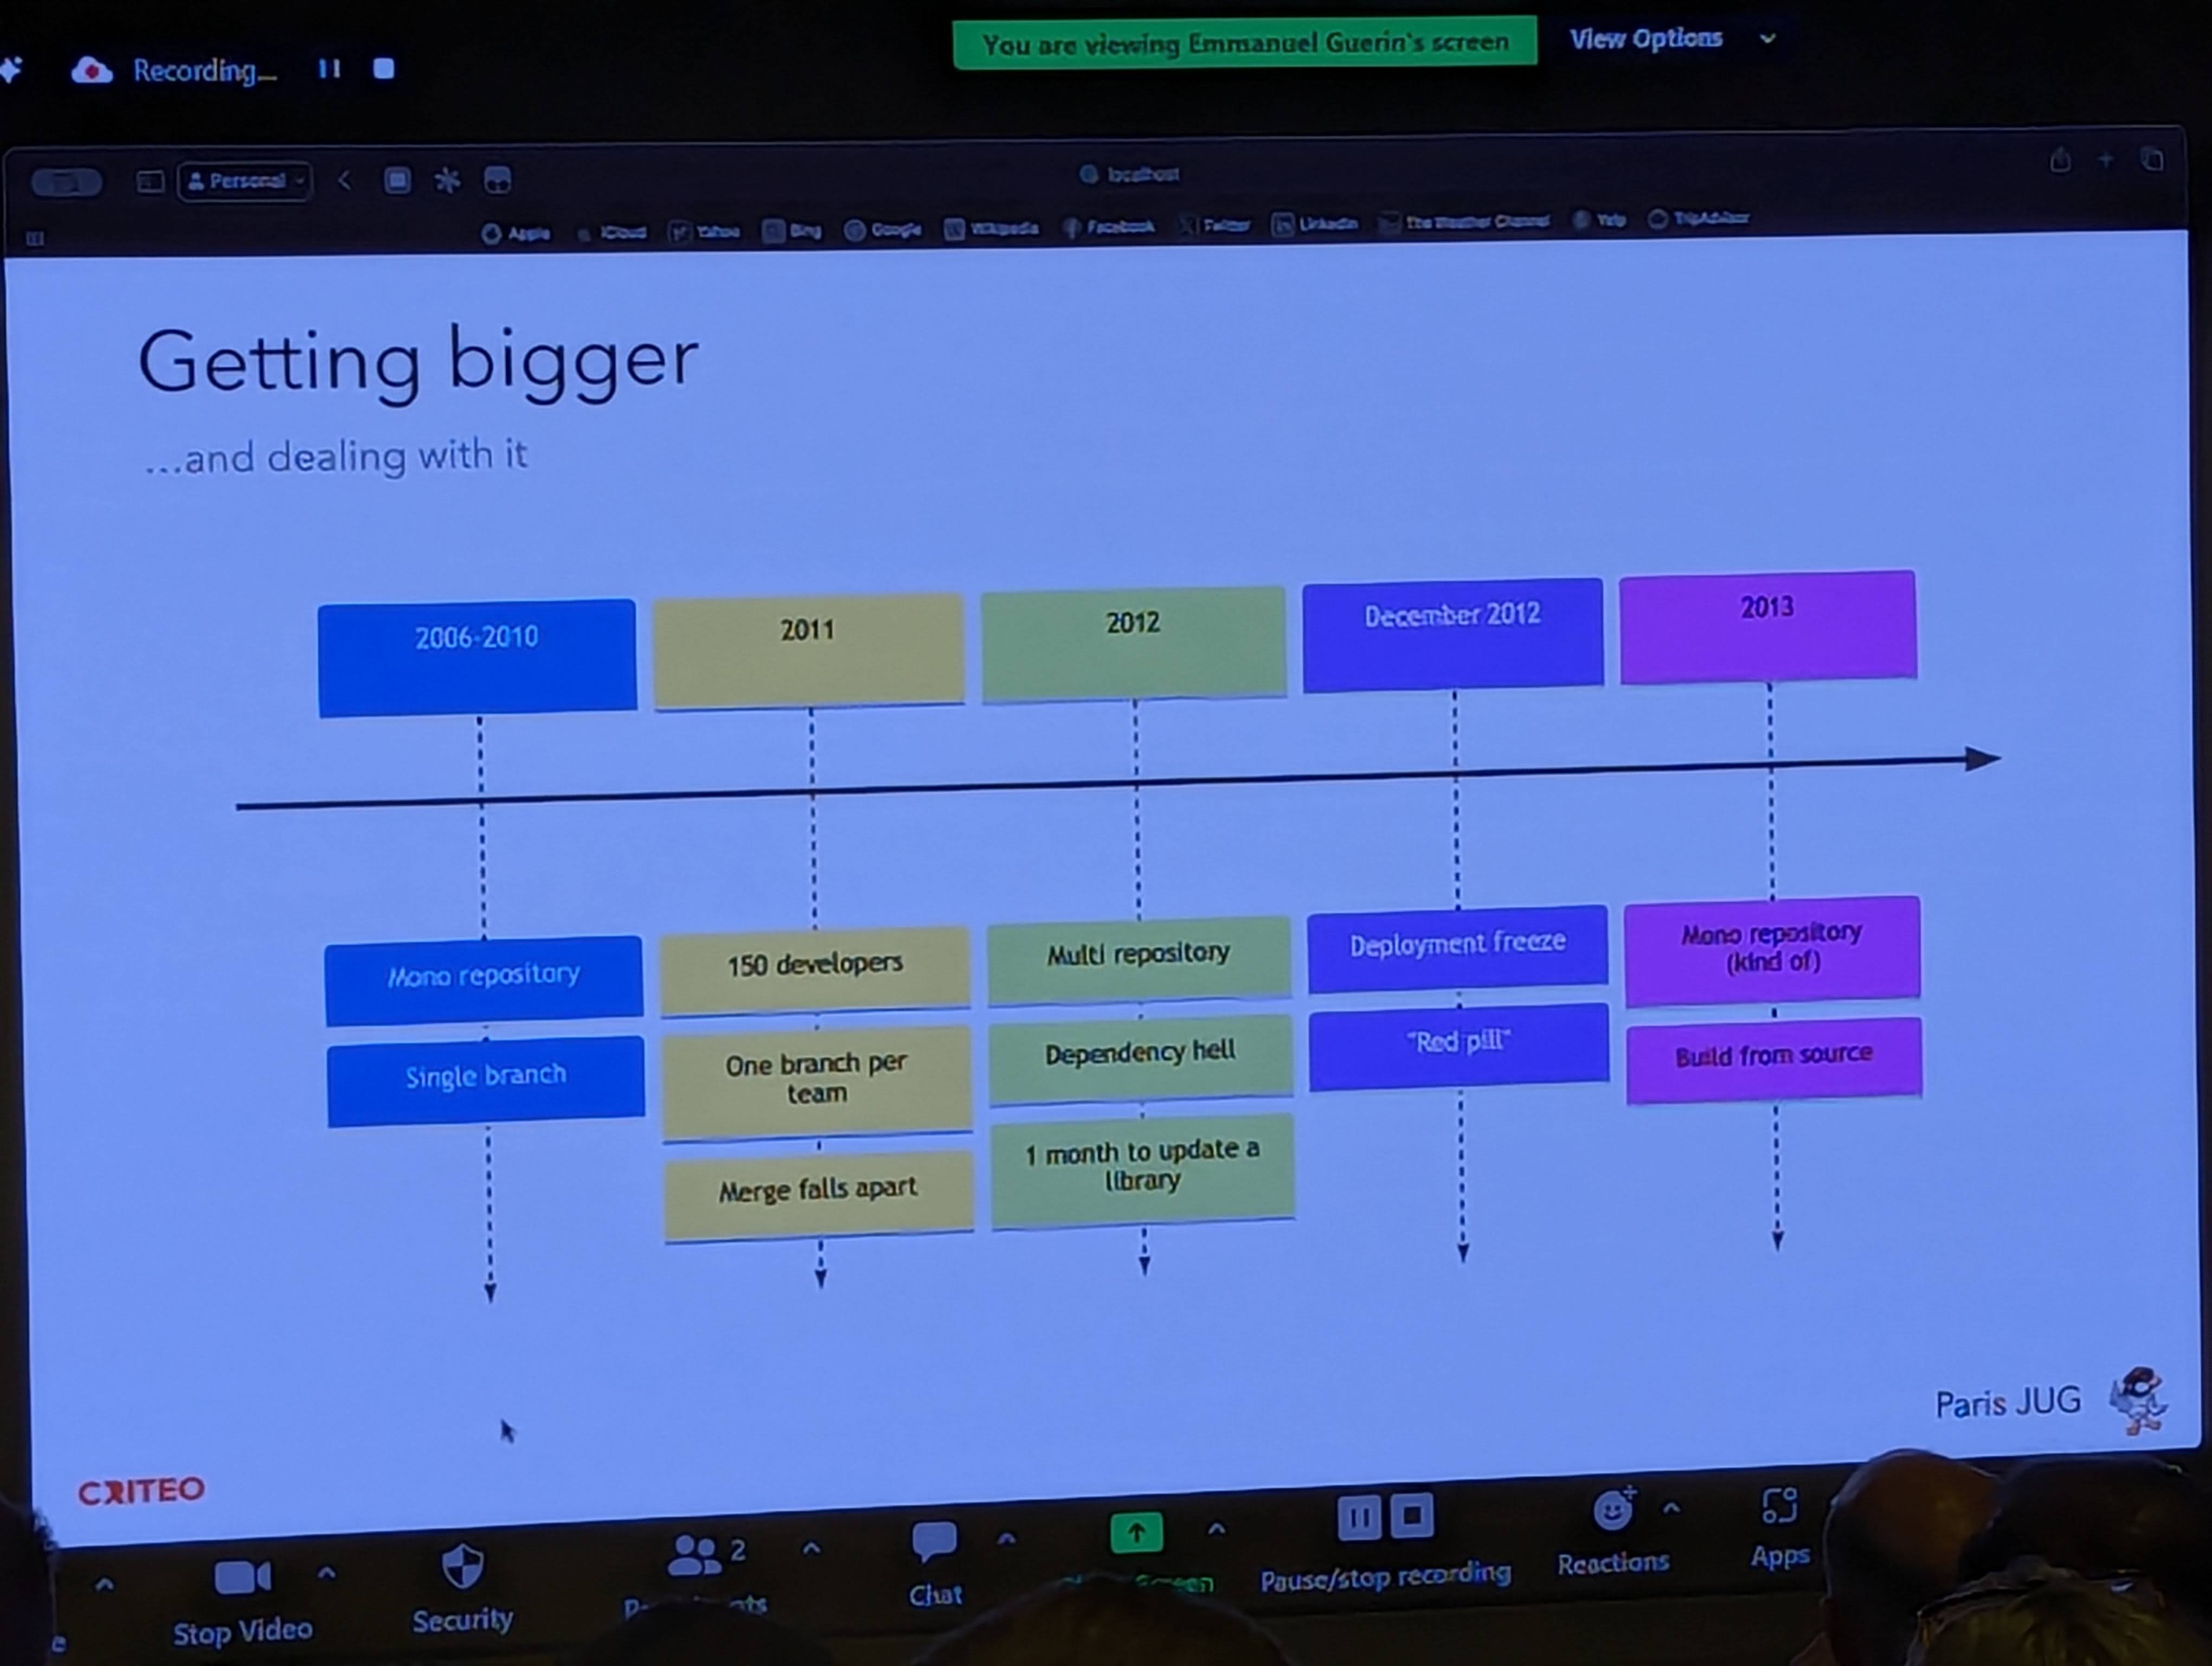 Recording...
You are viewing Emmanuel Guerin's screen
View Options
Personal
localhost
Apple
iCloud
Yahoo
Bing
Google
Wikipedia
Facebook
Twitter
LinkedIn
The Weather Channel
Yelp
TripAdvisor
Getting bigger
...and dealing with it
2006-2010
2011
2012
December 2012
2013
Mono repository
Single branch
150 developers
One branch per
team
Merge falls apart
Multi repository
Dependency hell
1 month to update a
library
Deployment freeze
"Red pill"
Mono repository
(kind of)
Build from source
Paris JUG
CRITEO
Stop Video
Security
2
Chat
Pause/stop recording
Reactions
Apps